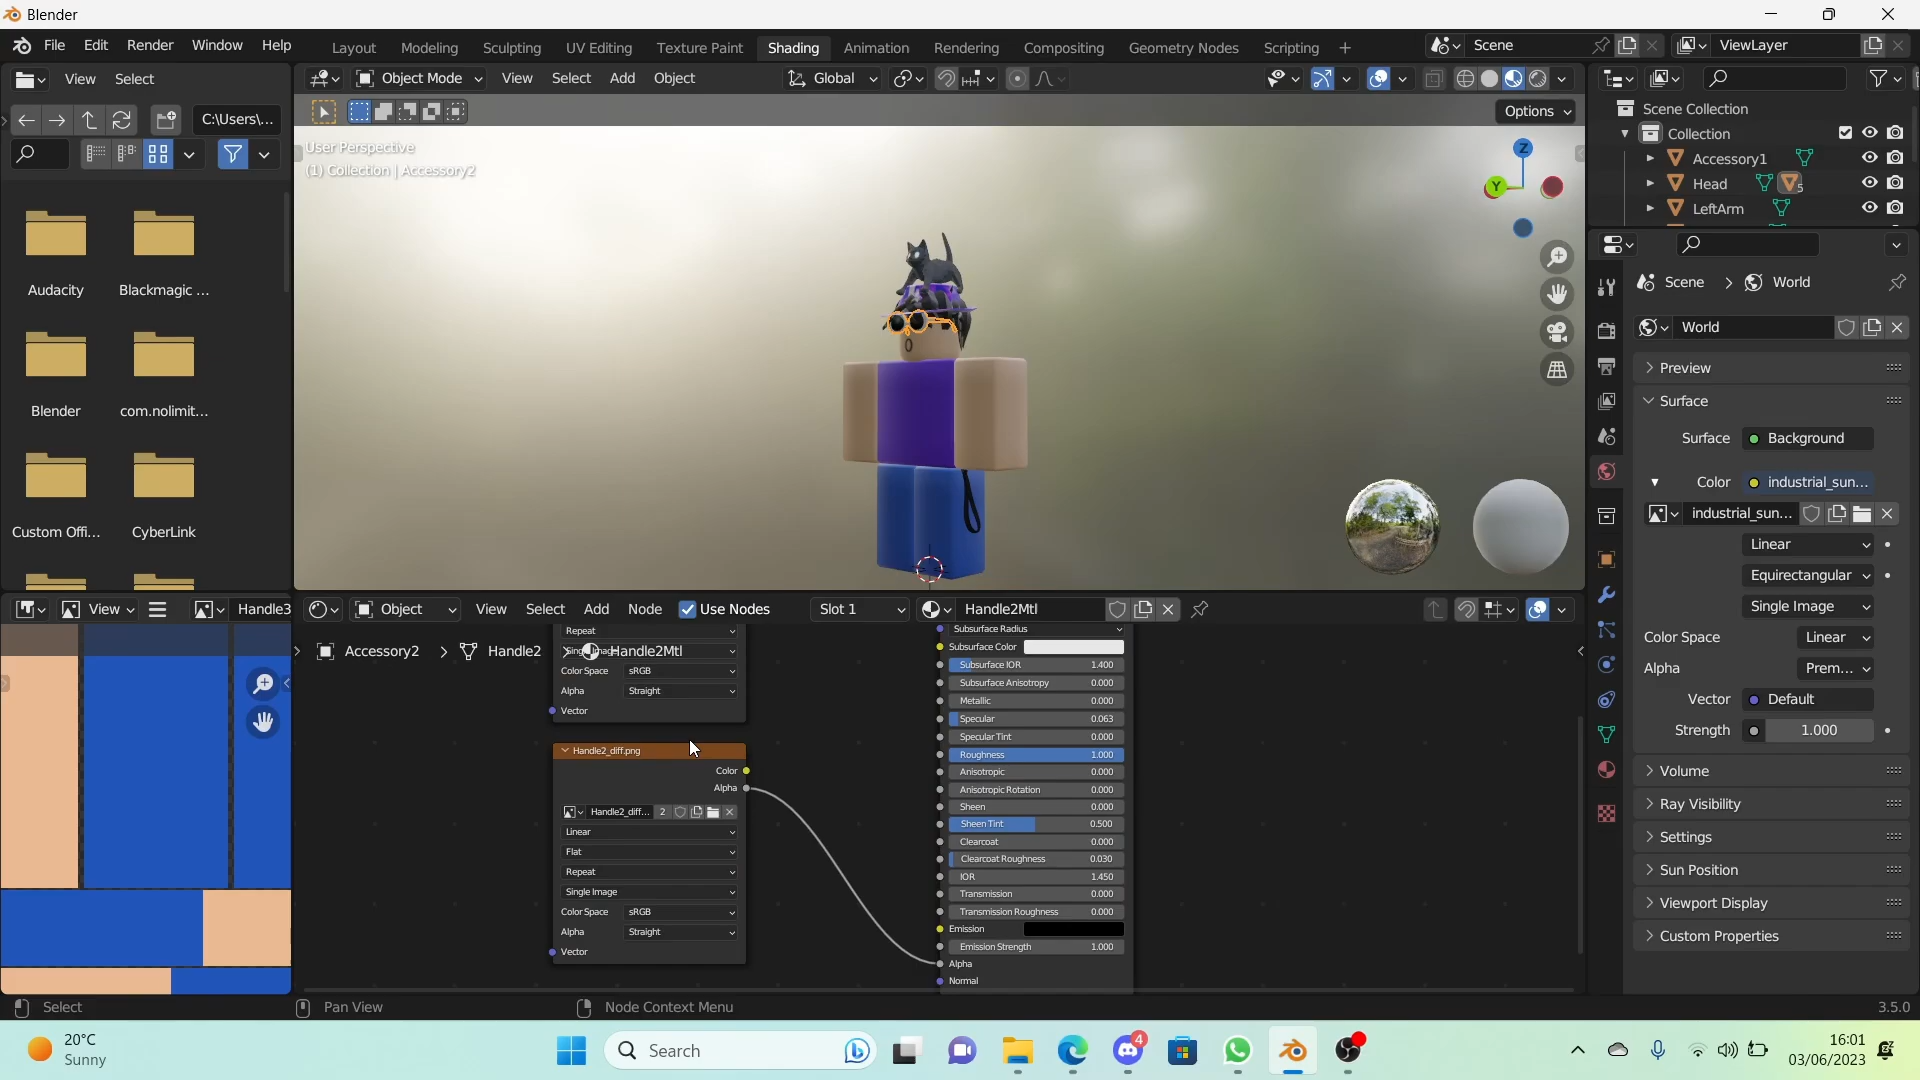 Blender
File Edit Render Window Help
Layout Modeling Sculpting UV Editing Texture Paint Shading Animation Rendering Compositing Geometry Nodes Scripting +
Scene
ViewLayer
View Select
C:\Users\...
Audacity
Blackmagic ...
Blender
com.nolimit...
Custom Offi...
CyberLink
Object Mode View Select Add Object
Global
Options
User Perspective
(1) Collection | Accessory2
Z
Y
Scene Collection
Collection
Accessory1
Head
5
LeftArm
Scene > World
World
Preview
Surface
Surface Background
Color industrial_sun...
industrial_sun...
Linear
Equirectangular
Single Image
Color Space Linear
Alpha Prem...
Vector Default
Strength 1.000
Volume
Ray Visibility
Settings
Sun Position
Viewport Display
Custom Properties
View
Handle3
Object View Select Add Node Use Nodes
Slot 1
Handle2Mtl
Accessory2 > Handle2 > Handle2Mtl
Repeat
Color Space sRGB
Alpha Straight
Vector
Handle2_diff.png
Color
Alpha
Handle2_diff... 2
Linear
Flat
Repeat
Single Image
Color Space sRGB
Alpha Straight
Vector
Subsurface Radius
Subsurface Color
Subsurface IOR 1.400
Subsurface Anisotropy 0.000
Metallic 0.000
Specular 0.063
Specular Tint 0.000
Roughness 1.000
Anisotropic 0.000
Anisotropic Rotation 0.000
Sheen 0.000
Sheen Tint 0.500
Clearcoat 0.000
Clearcoat Roughness 0.030
IOR 1.450
Transmission 0.000
Transmission Roughness 0.000
Emission
Emission Strength 1.000
Alpha
Normal
Select
Pan View
Node Context Menu
3.5.0
20°C
Sunny
Search
4
16:01
03/06/2023